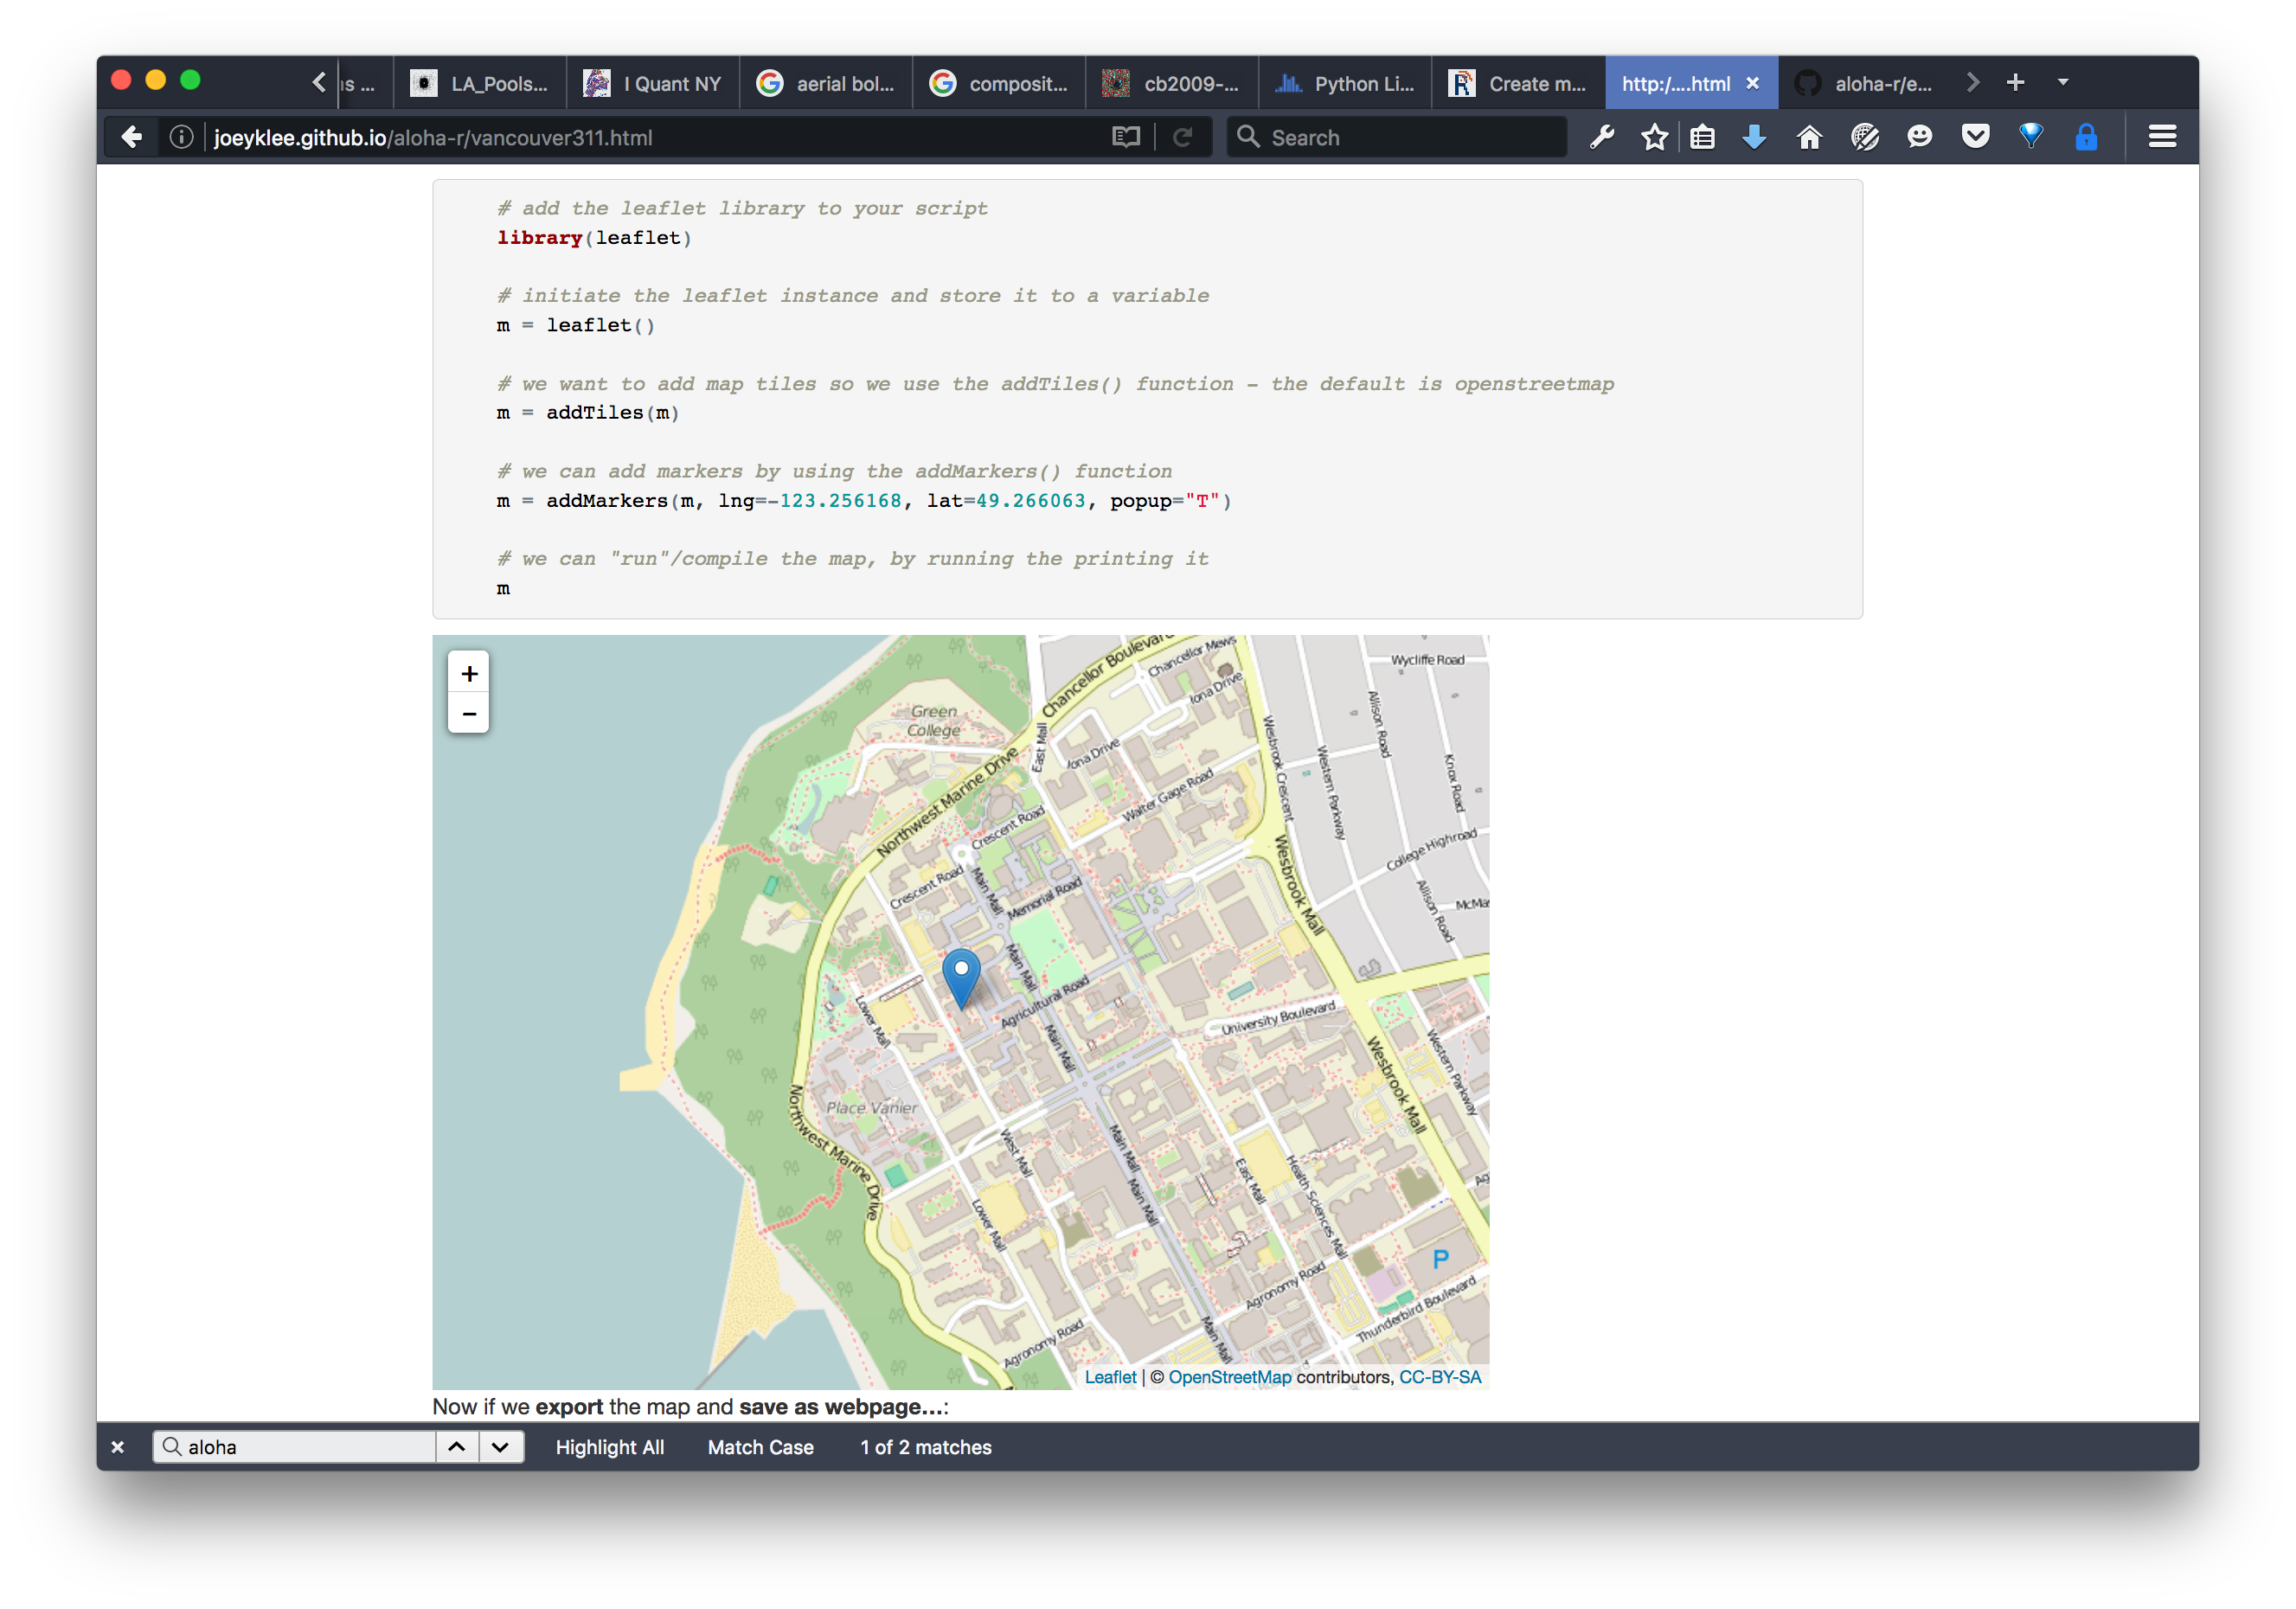 ıs ...
LA_Pools...
I Quant NY
aerial bol...
composit...
cb2009-...
Python Li...
Create m...
http:/....html
aloha-r/e...
joeyklee.github.io/aloha-r/vancouver311.html
Search
# add the leaflet library to your script
library(leaflet)
# initiate the leaflet instance and store it to a variable
m = leaflet()
# we want to add map tiles so we use the addTiles() function - the default is openstreetmap
m = addTiles(m)
# we can add markers by using the addMarkers() function
m = addMarkers(m, lng=-123.256168, lat=49.266063, popup="T")
# we can "run"/compile the map, by running the printing it
m
+
−
Chancellor Boulevard
Chancellor Mews
Wycliffe Road
Iona Drive
Green
College
East Mall
Iona Drive
Allison Road
Wesbrook Crescent
Western Parkway
Knox Road
Northwest Marine Drive
Walter Gage Road
Crescent Road
College Highroad
Crescent Road
Main Mall
Memorial Road
Wesbrook Mall
Allison Road
McMa
Main Mall
Lower Mall
Agricultural Road
University Boulevard
Main Mall
Western Parkway
Wesbrook Mall
Place Vanier
Northwest Marine Drive
West Mall
Main Mall
East Mall
Health Sciences Mall
Ag
Main Mall
Lower Mall
P
Agronomy Road
Thunderbird Boulevard
Agronomy Road
Main Mall
Leaflet | © OpenStreetMap contributors, CC-BY-SA
Now if we export the map and save as webpage...:
aloha
Highlight All
Match Case
1 of 2 matches